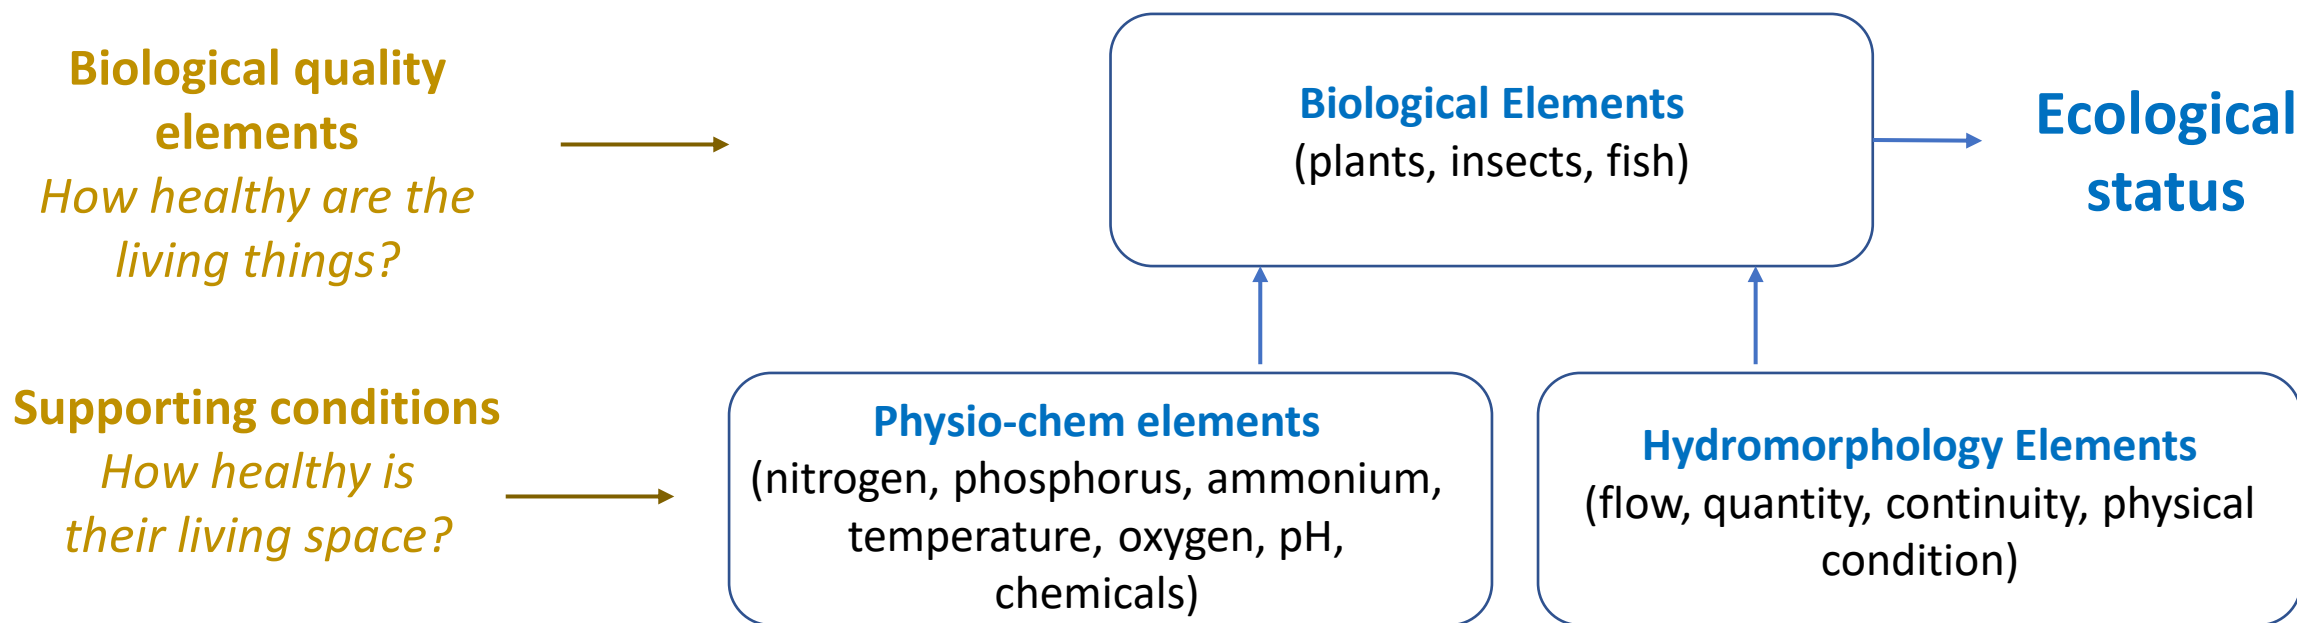 Biological quality
elements
How healthy are the
living things?
Biological Elements
(plants, insects, fish)
Ecological
status
Supporting conditions
How healthy is
their living space?
Physio-chem elements
(nitrogen, phosphorus, ammonium,
temperature, oxygen, pH,
chemicals)
Hydromorphology Elements
(flow, quantity, continuity, physical
condition)